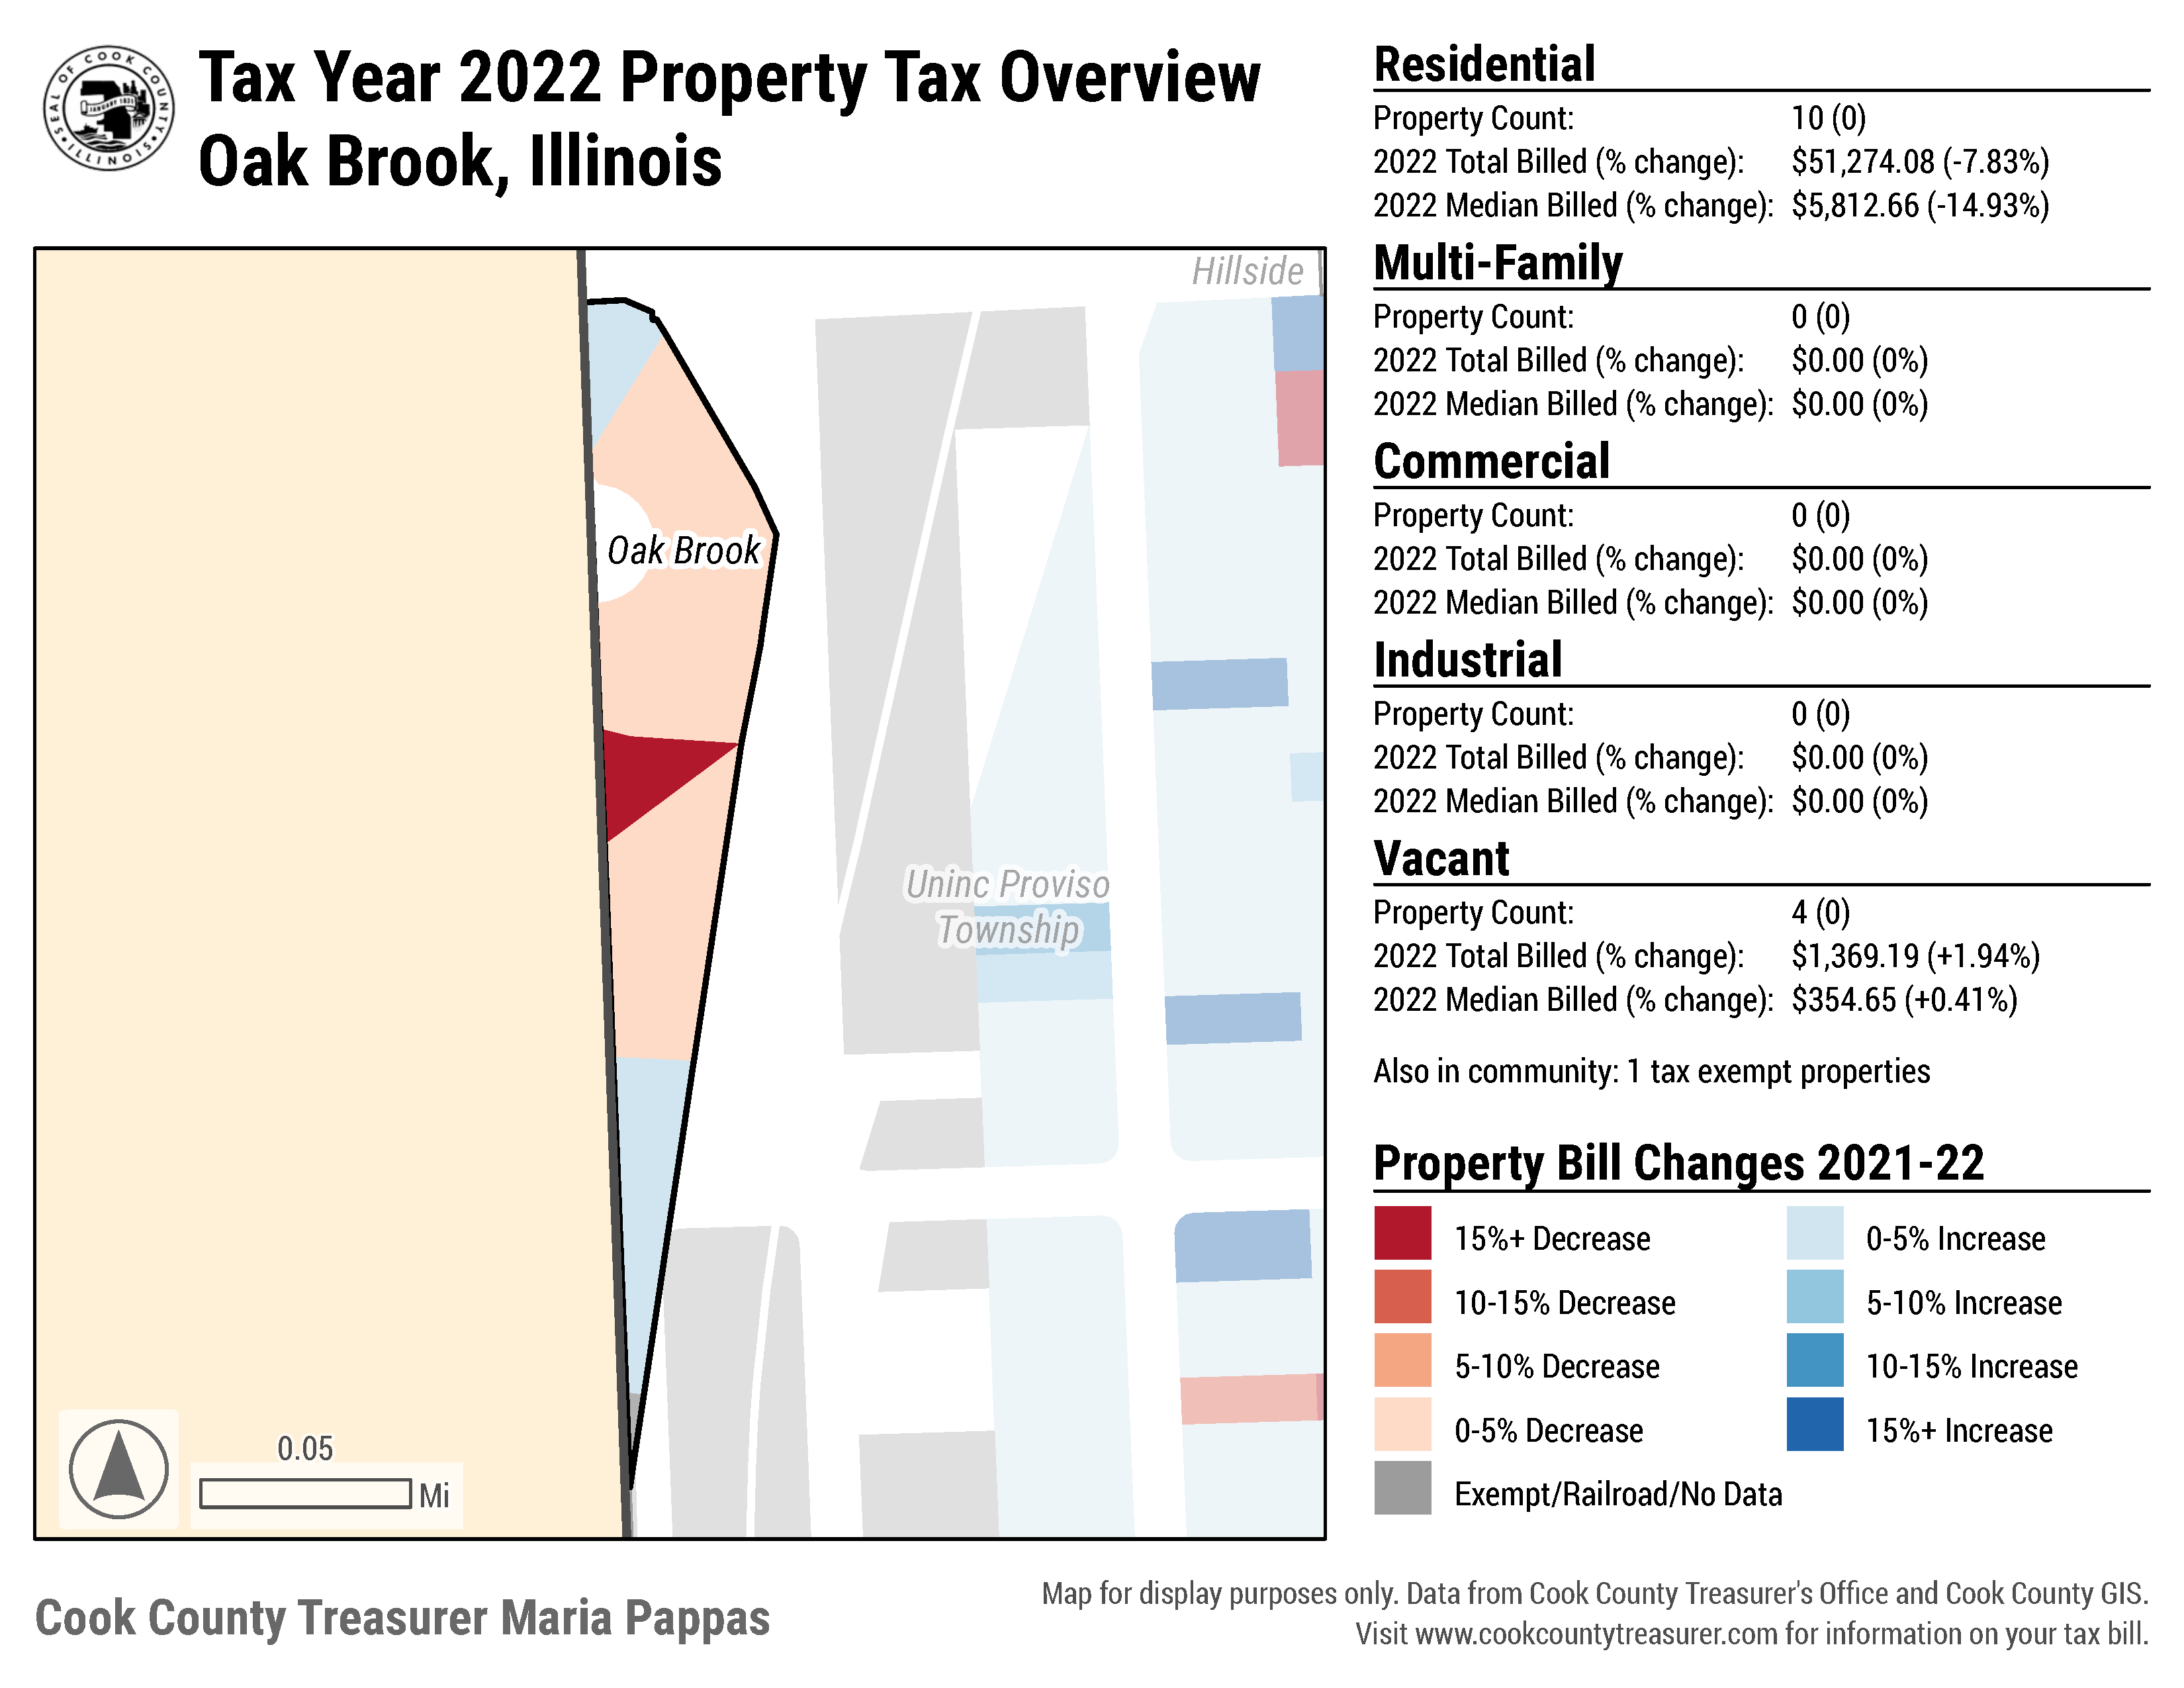 SEAL OF COOK COUNTY
ILLINOIS
JANUARY 1831
Tax Year 2022 Property Tax Overview
Oak Brook, Illinois
Hillside
Oak Brook
Uninc Proviso
Township
0.05
Mi
Residential
Property Count: 10 (0)
2022 Total Billed (% change): $51,274.08 (-7.83%)
2022 Median Billed (% change): $5,812.66 (-14.93%)
Multi-Family
Property Count: 0 (0)
2022 Total Billed (% change): $0.00 (0%)
2022 Median Billed (% change): $0.00 (0%)
Commercial
Property Count: 0 (0)
2022 Total Billed (% change): $0.00 (0%)
2022 Median Billed (% change): $0.00 (0%)
Industrial
Property Count: 0 (0)
2022 Total Billed (% change): $0.00 (0%)
2022 Median Billed (% change): $0.00 (0%)
Vacant
Property Count: 4 (0)
2022 Total Billed (% change): $1,369.19 (+1.94%)
2022 Median Billed (% change): $354.65 (+0.41%)
Also in community: 1 tax exempt properties
Property Bill Changes 2021-22
15%+ Decrease
10-15% Decrease
5-10% Decrease
0-5% Decrease
Exempt/Railroad/No Data
0-5% Increase
5-10% Increase
10-15% Increase
15%+ Increase
Cook County Treasurer Maria Pappas
Map for display purposes only. Data from Cook County Treasurer's Office and Cook County GIS.
Visit www.cookcountytreasurer.com for information on your tax bill.